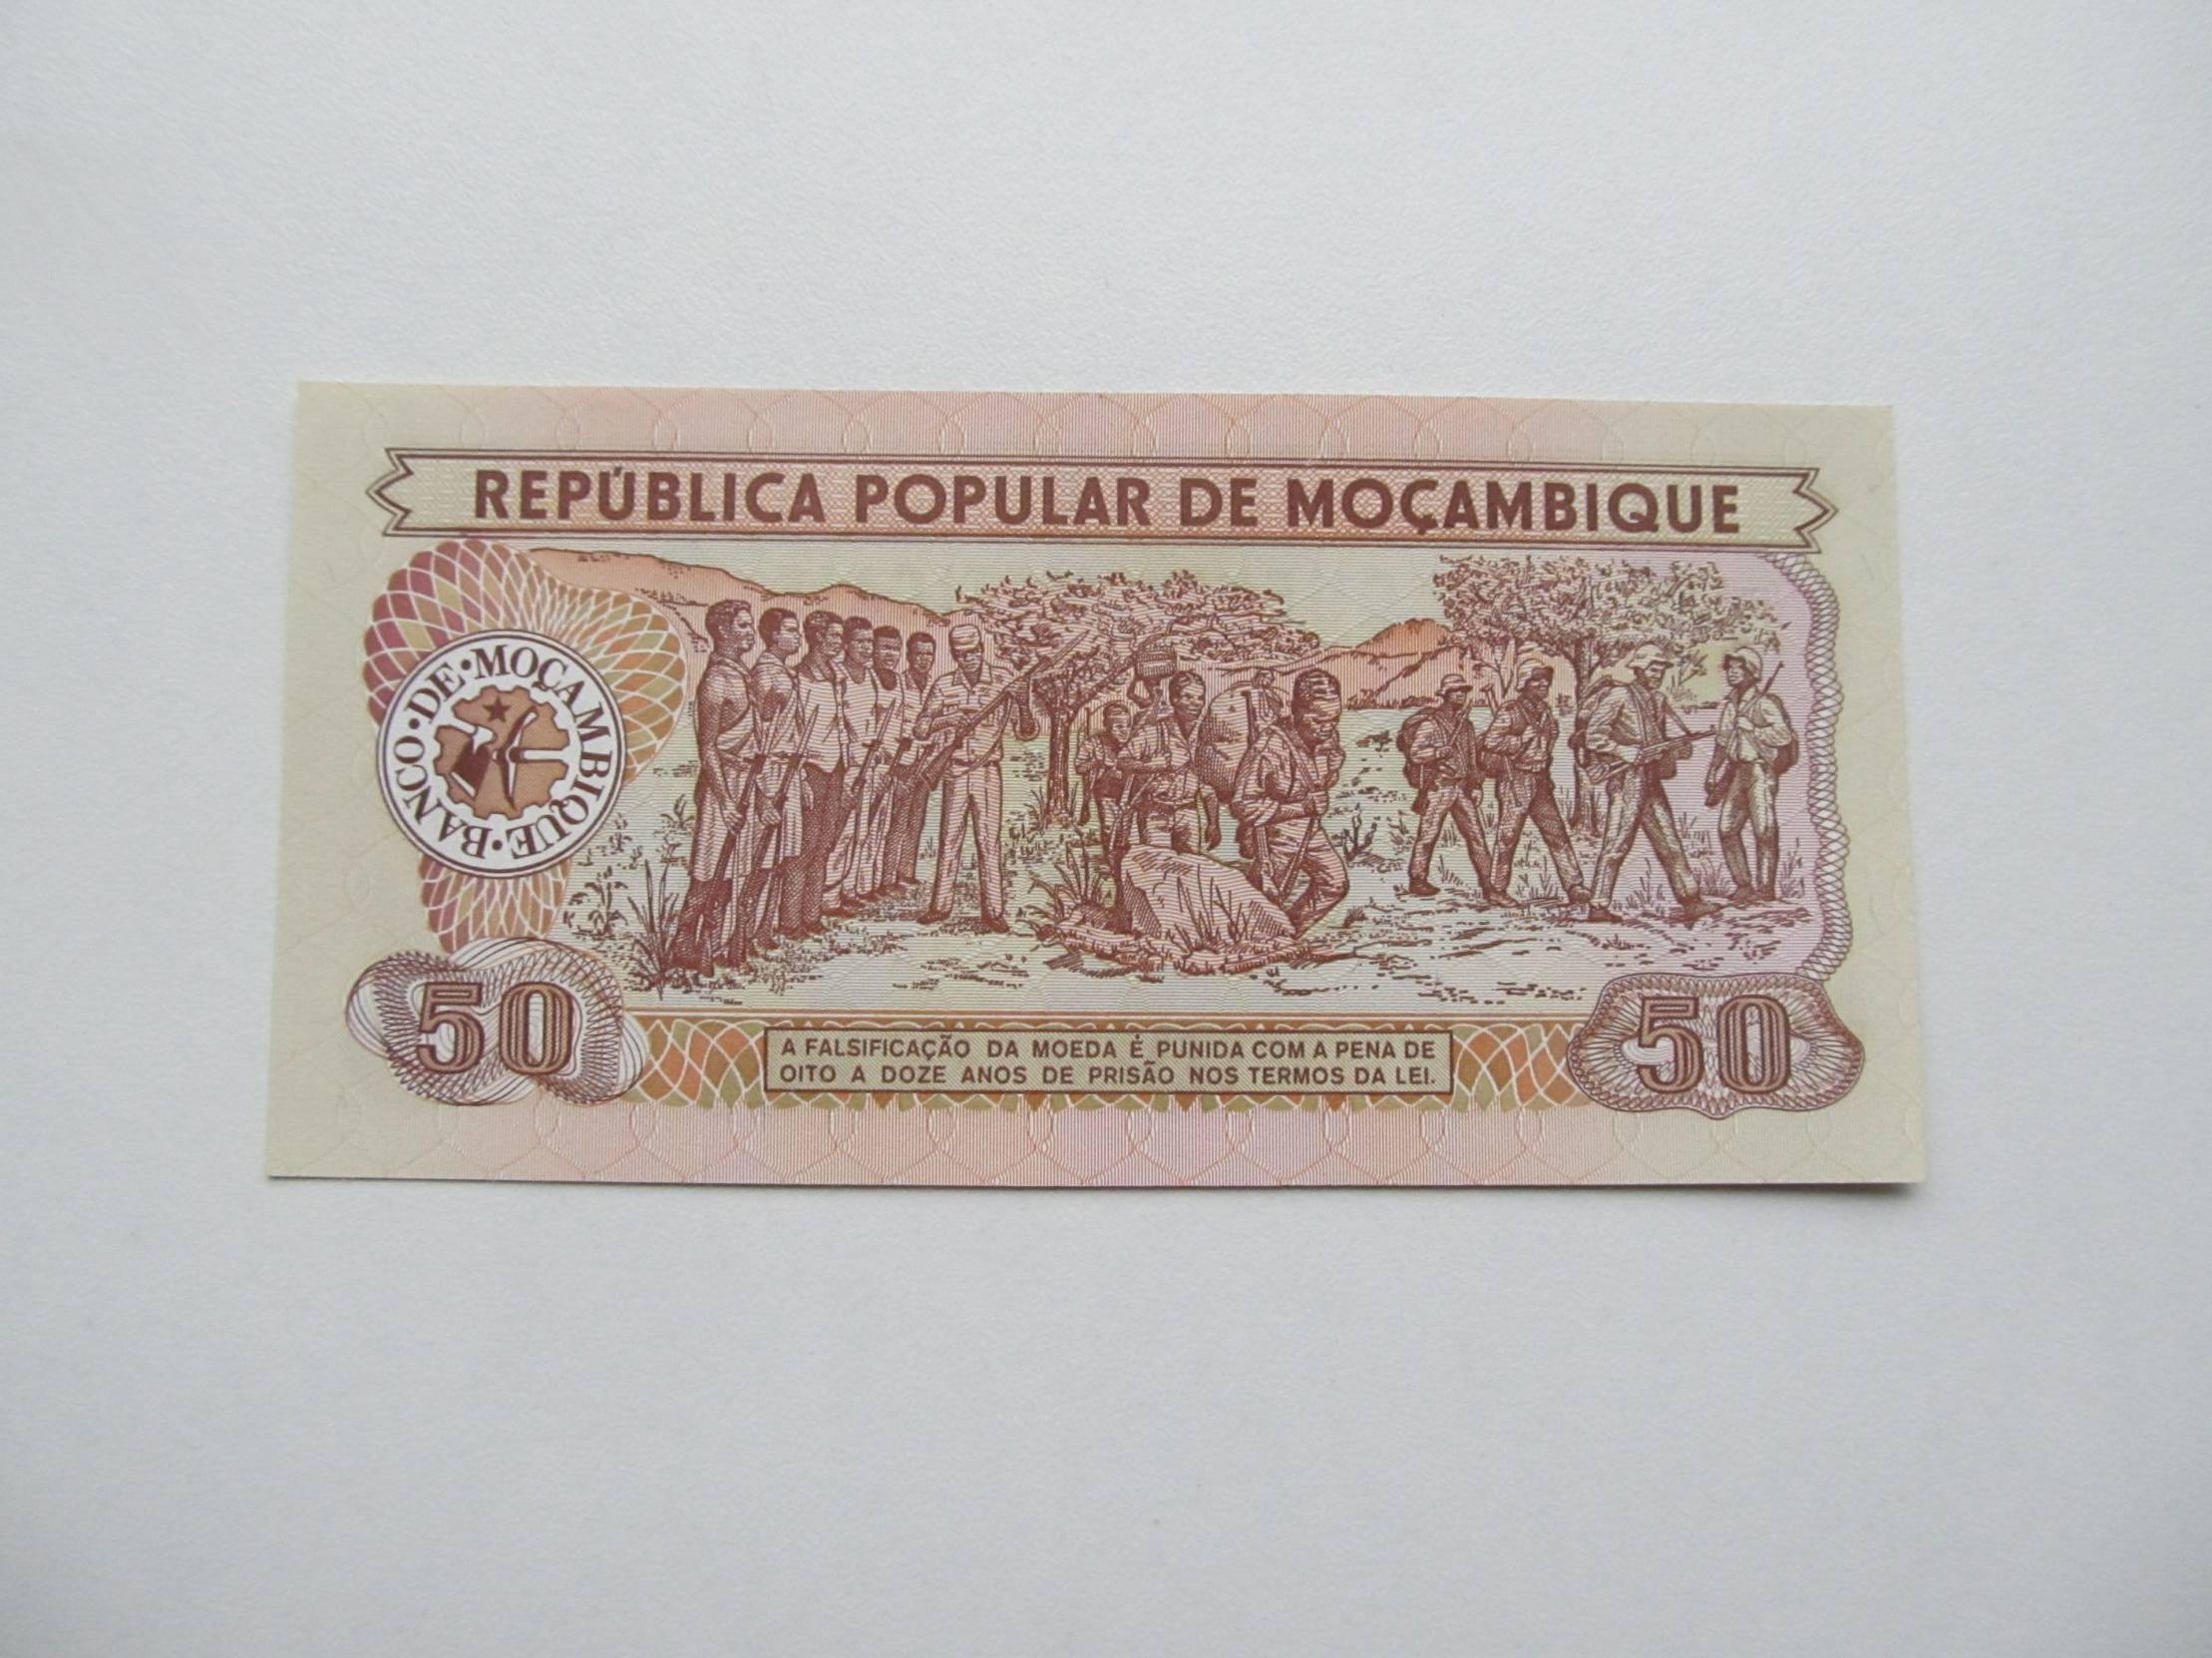 REPÚBLICA POPULAR DE MOÇAMBIQUE
BANCO·DE·MOÇAMBIQUE·
50
A FALSIFICAÇÃO DA MOEDA É PUNIDA COM A PENA DE
OITO A DOZE ANOS DE PRISÃO NOS TERMOS DA LEI.
50